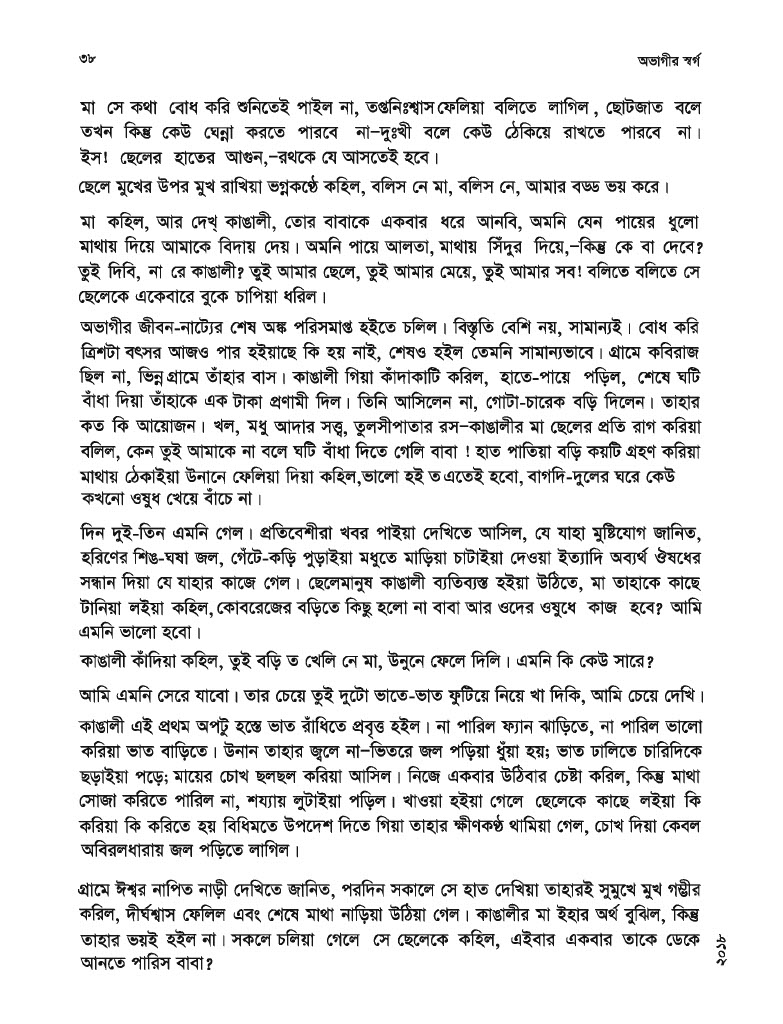 ৩৮ অভাগীর স্বর্গ
মা সে কথা বোধ করি শুনিতেই পাইল না, তপ্তনিঃশ্বাস ফেলিয়া বলিতে লাগিল , ছোটজাত বলে
তখন কিন্তু কেউ ঘেন্না করতে পারবে না–দুঃখী বলে কেউ ঠেকিয়ে রাখতে পারবে না।
ইস! ছেলের হাতের আগুন,–রথকে যে আসতেই হবে।
ছেলে মুখের উপর মুখ রাখিয়া ভগ্নকণ্ঠে কহিল, বলিস নে মা, বলিস নে, আমার বড্ড ভয় করে।
মা কহিল, আর দেখ্ কাঙালী, তোর বাবাকে একবার ধরে আনবি, অমনি যেন পায়ের ধুলো
মাথায় দিয়ে আমাকে বিদায় দেয়। অমনি পায়ে আলতা, মাথায় সিঁদুর দিয়ে,–কিন্তু কে বা দেবে?
তুই দিবি, না রে কাঙালী? তুই আমার ছেলে, তুই আমার মেয়ে, তুই আমার সব! বলিতে বলিতে সে
ছেলেকে একেবারে বুকে চাপিয়া ধরিল।
অভাগীর জীবন-নাট্যের শেষ অঙ্ক পরিসমাপ্ত হইতে চলিল। বিস্তৃতি বেশি নয়, সামান্যই। বোধ করি
ত্রিশটা বৎসর আজও পার হইয়াছে কি হয় নাই, শেষও হইল তেমনি সামান্যভাবে। গ্রামে কবিরাজ
ছিল না, ভিন্ন গ্রামে তাঁহার বাস। কাঙালী গিয়া কাঁদাকাটি করিল, হাতে-পায়ে পড়িল, শেষে ঘটি
বাঁধা দিয়া তাঁহাকে এক টাকা প্রণামী দিল। তিনি আসিলেন না, গোটা-চারেক বড়ি দিলেন। তাহার
কত কি আয়োজন। খল, মধু আদার সত্ত্ব, তুলসীপাতার রস–কাঙালীর মা ছেলের প্রতি রাগ করিয়া
বলিল, কেন তুই আমাকে না বলে ঘটি বাঁধা দিতে গেলি বাবা ! হাত পাতিয়া বড়ি কয়টি গ্রহণ করিয়া
মাথায় ঠেকাইয়া উনানে ফেলিয়া দিয়া কহিল,ভালো হই ত এতেই হবো, বাগদি-দুলের ঘরে কেউ
কখনো ওষুধ খেয়ে বাঁচে না।
দিন দুই-তিন এমনি গেল। প্রতিবেশীরা খবর পাইয়া দেখিতে আসিল, যে যাহা মুষ্টিযোগ জানিত,
হরিণের শিঙ-ঘষা জল, গেঁটে-কড়ি পুড়াইয়া মধুতে মাড়িয়া চাটাইয়া দেওয়া ইত্যাদি অব্যর্থ ঔষধের
সন্ধান দিয়া যে যাহার কাজে গেল। ছেলেমানুষ কাঙালী ব্যতিব্যস্ত হইয়া উঠিতে, মা তাহাকে কাছে
টানিয়া লইয়া কহিল, কোবরেজের বড়িতে কিছু হলো না বাবা আর ওদের ওষুধে কাজ হবে? আমি
এমনি ভালো হবো।
কাঙালী কাঁদিয়া কহিল, তুই বড়ি ত খেলি নে মা, উনুনে ফেলে দিলি। এমনি কি কেউ সারে?
আমি এমনি সেরে যাবো। তার চেয়ে তুই দুটো ভাতে-ভাত ফুটিয়ে নিয়ে খা দিকি, আমি চেয়ে দেখি।
কাঙালী এই প্রথম অপটু হস্তে ভাত রাঁধিতে প্রবৃত্ত হইল। না পারিল ফ্যান ঝাড়িতে, না পারিল ভালো
করিয়া ভাত বাড়িতে। উনান তাহার জ্বলে না–ভিতরে জল পড়িয়া ধুঁয়া হয়; ভাত ঢালিতে চারিদিকে
ছড়াইয়া পড়ে; মায়ের চোখ ছলছল করিয়া আসিল। নিজে একবার উঠিবার চেষ্টা করিল, কিন্তু মাথা
সোজা করিতে পারিল না, শয্যায় লুটাইয়া পড়িল। খাওয়া হইয়া গেলে ছেলেকে কাছে লইয়া কি
করিয়া কি করিতে হয় বিধিমতে উপদেশ দিতে গিয়া তাহার ক্ষীণকণ্ঠ থামিয়া গেল, চোখ দিয়া কেবল
অবিরলধারায় জল পড়িতে লাগিল।
গ্রামে ঈশ্বর নাপিত নাড়ী দেখিতে জানিত, পরদিন সকালে সে হাত দেখিয়া তাহারই সুমুখে মুখ গম্ভীর
করিল, দীর্ঘশ্বাস ফেলিল এবং শেষে মাথা নাড়িয়া উঠিয়া গেল। কাঙালীর মা ইহার অর্থ বুঝিল, কিন্তু
তাহার ভয়ই হইল না। সকলে চলিয়া গেলে সে ছেলেকে কহিল, এইবার একবার তাকে ডেকে
আনতে পারিস বাবা?
২০১৮